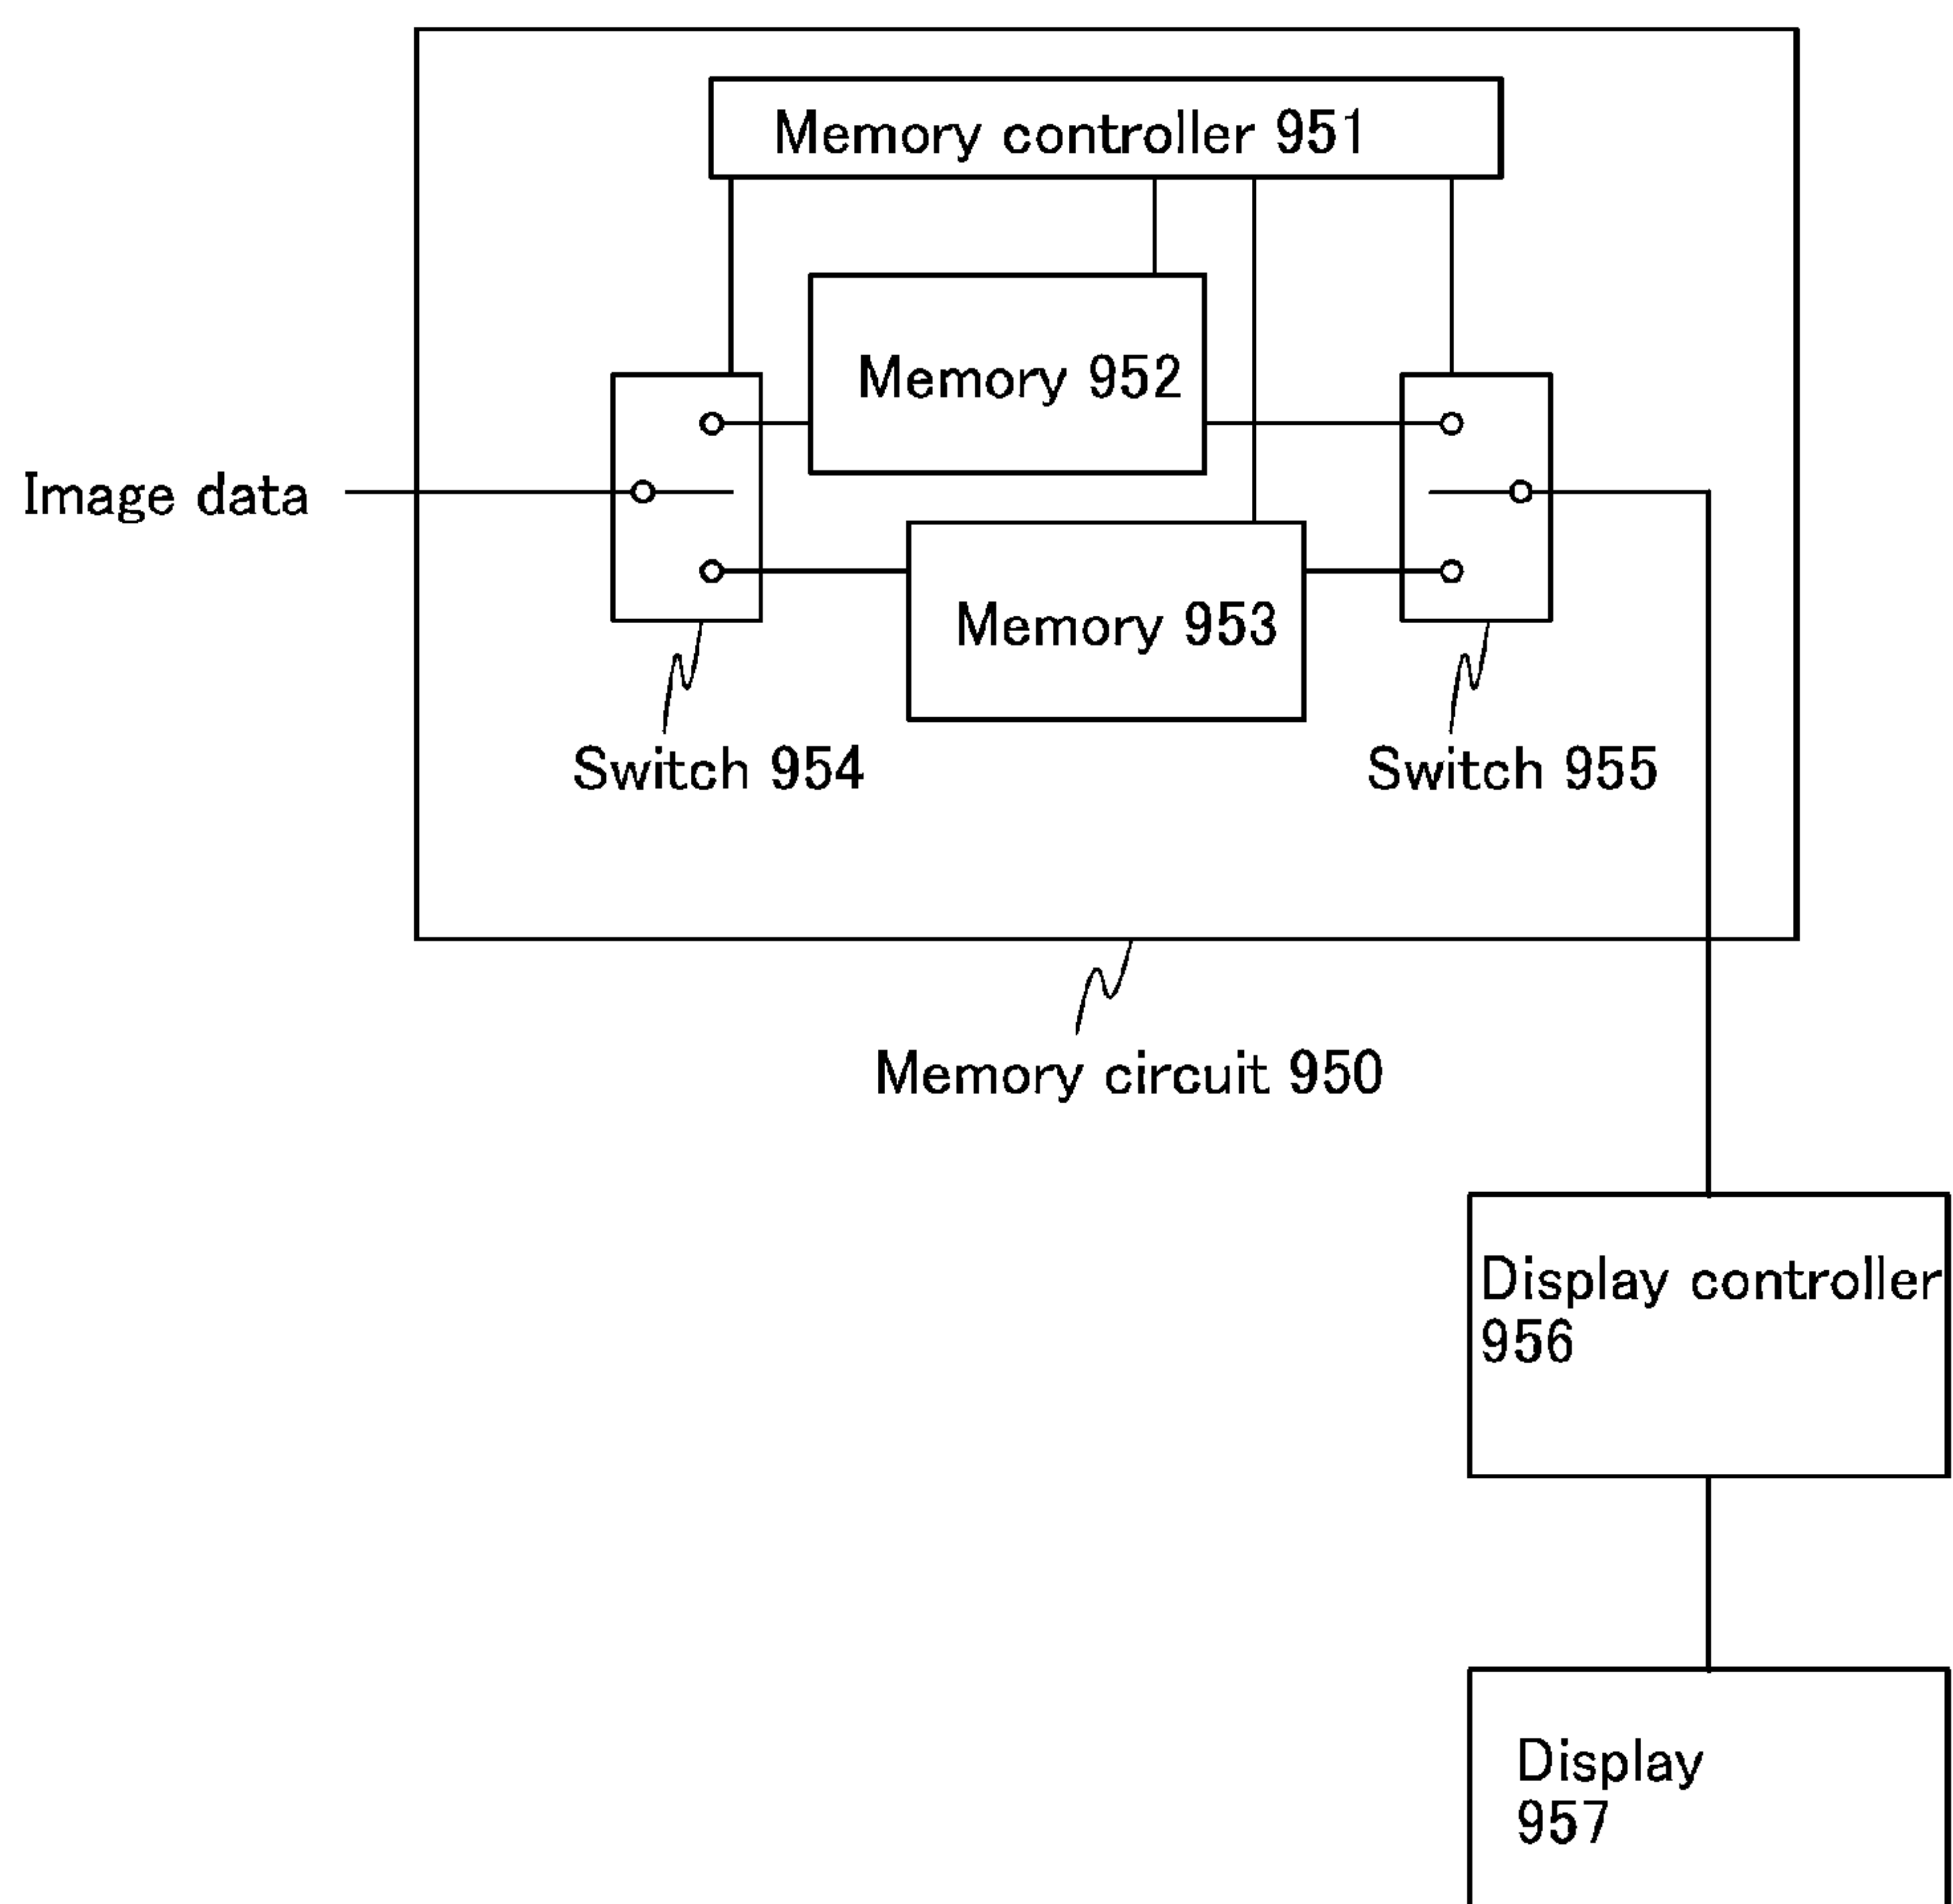 Memory controller 951
Memory 952
Image data
Memory 953
Switch 954
Switch 955
Memory circuit 950
Display controller
956
Display
957